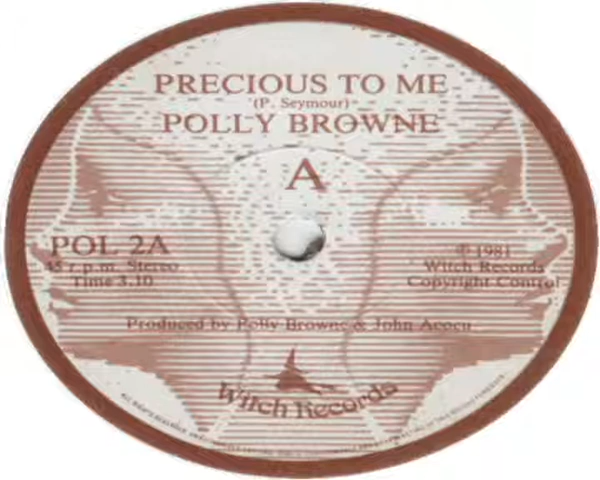 PRECIOUS TO ME
(P. Seymour)
POLLY BROWNE
A
POL 2A
45 r.p.m. Stereo
Time 3.10
℗ 1981
Witch Records
Copyright Control
Produced by Polly Browne & John Acock
Witch Records